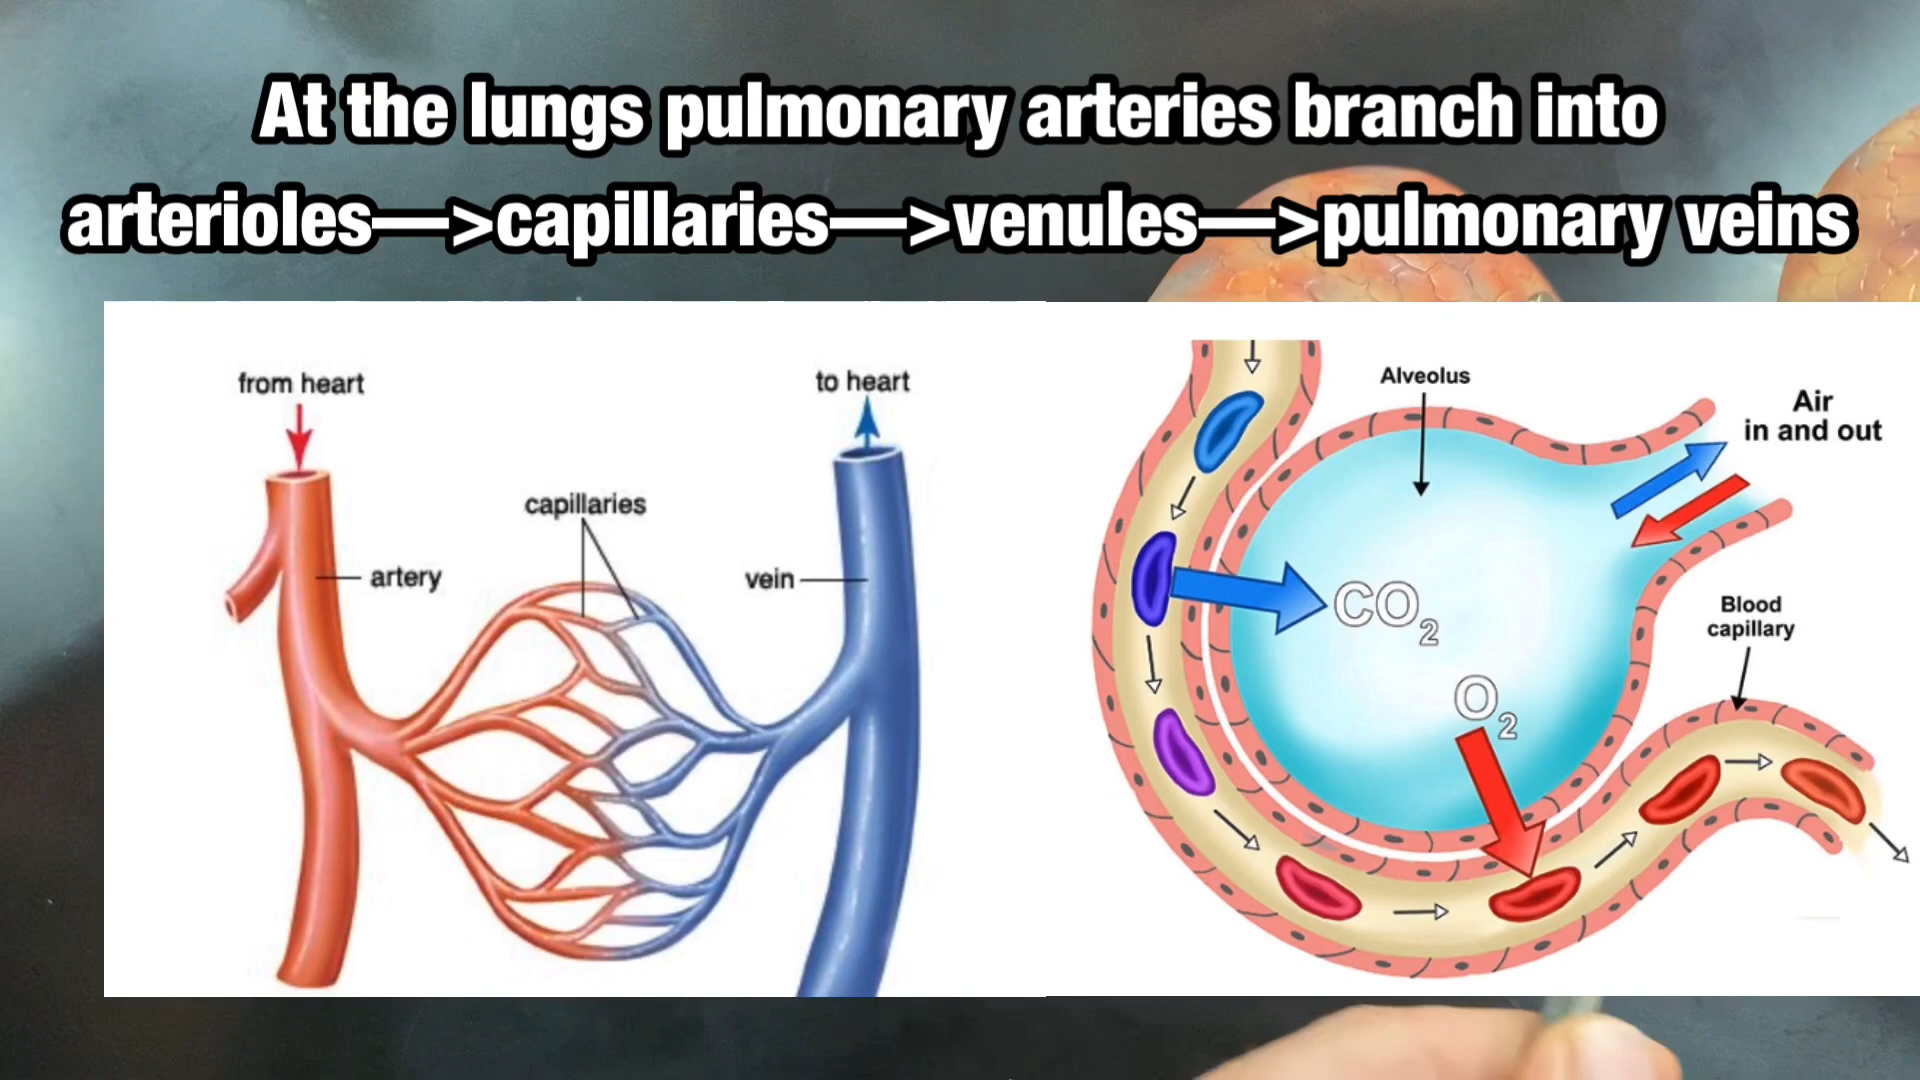 At the lungs pulmonary arteries branch into
arterioles—>capillaries—>venules—>pulmonary veins
from heart
to heart
capillaries
artery
vein
Alveolus
Air
in and out
CO2
O2
Blood
capillary